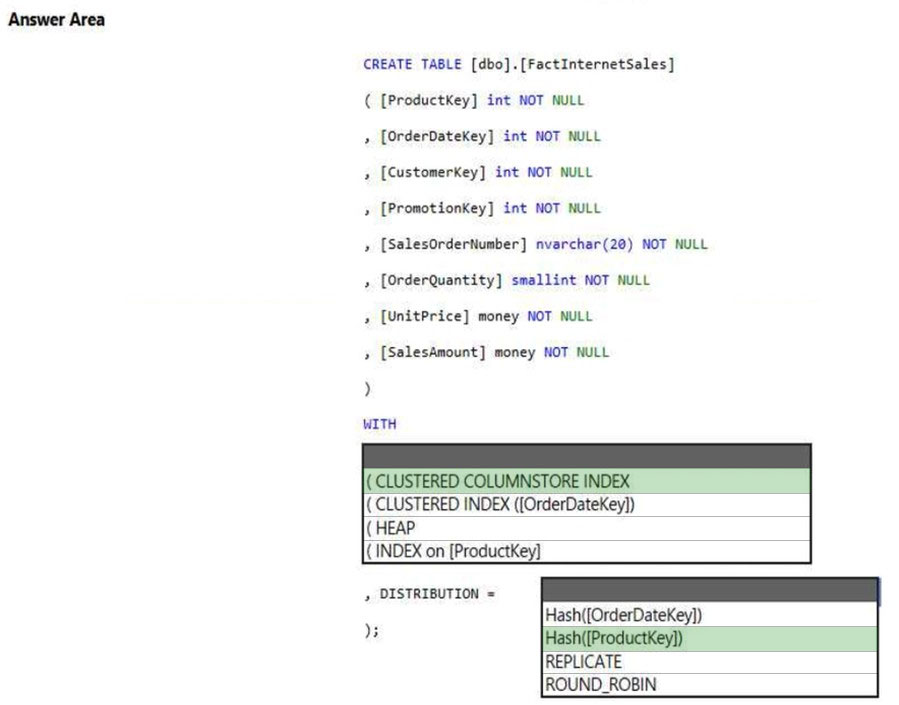 Answer Area
CREATE TABLE [dbo].[FactInternetSales]
( [ProductKey] int NOT NULL
, [OrderDateKey] int NOT NULL
, [CustomerKey] int NOT NULL
, [PromotionKey] int NOT NULL
, [SalesOrderNumber] nvarchar(20) NOT NULL
, [OrderQuantity] smallint NOT NULL
, [UnitPrice] money NOT NULL
, [SalesAmount] money NOT NULL
)
WITH
( CLUSTERED COLUMNSTORE INDEX
( CLUSTERED INDEX ([OrderDateKey])
( HEAP
( INDEX on [ProductKey]
, DISTRIBUTION =
Hash([OrderDateKey])
Hash([ProductKey])
REPLICATE
ROUND_ROBIN
);